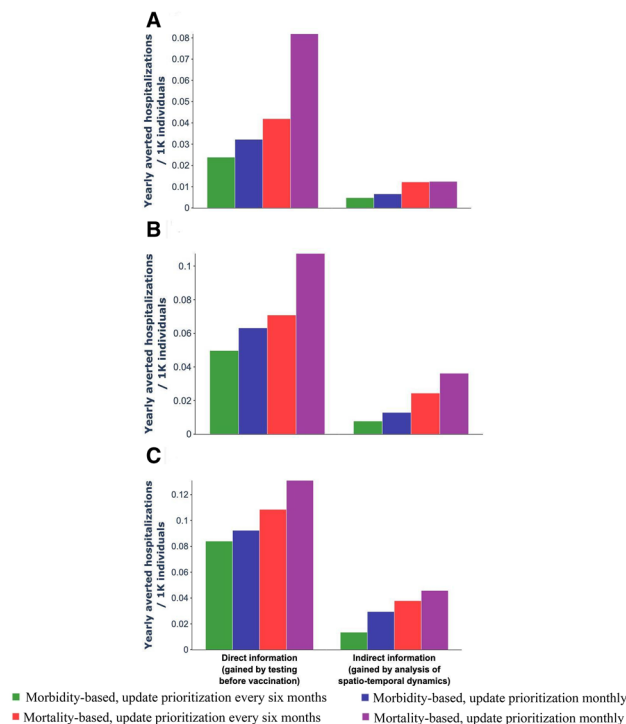 A
Yearly averted hospitalizations
/ 1K individuals
0.08
0.07
0.06
0.05
0.04
0.03
0.02
0.01
0
B
Yearly averted hospitalizations
/ 1K individuals
0.1
0.08
0.06
0.04
0.02
0
C
Yearly averted hospitalizations
/ 1K individuals
0.12
0.1
0.08
0.06
0.04
0.02
0
Direct information
(gained by testing
before vaccination)
Indirect information
(gained by analysis of
spatio-temporal dynamics)
Morbidity-based, update prioritization every six months
Morbidity-based, update prioritization monthly
Mortality-based, update prioritization every six months
Mortality-based, update prioritization monthly